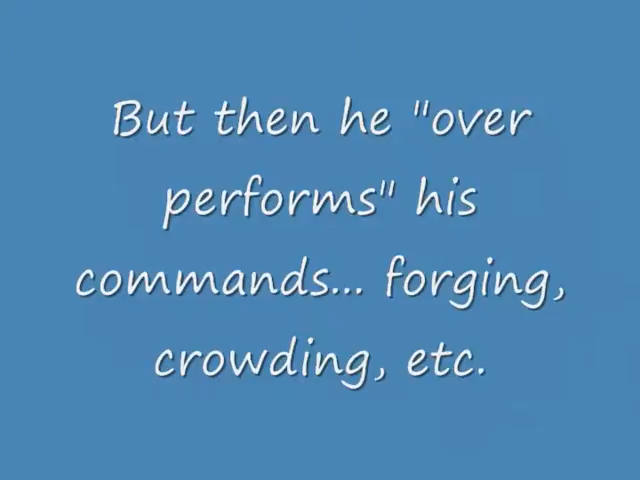 But then he "over
performs" his
commands... forging,
crowding, etc.